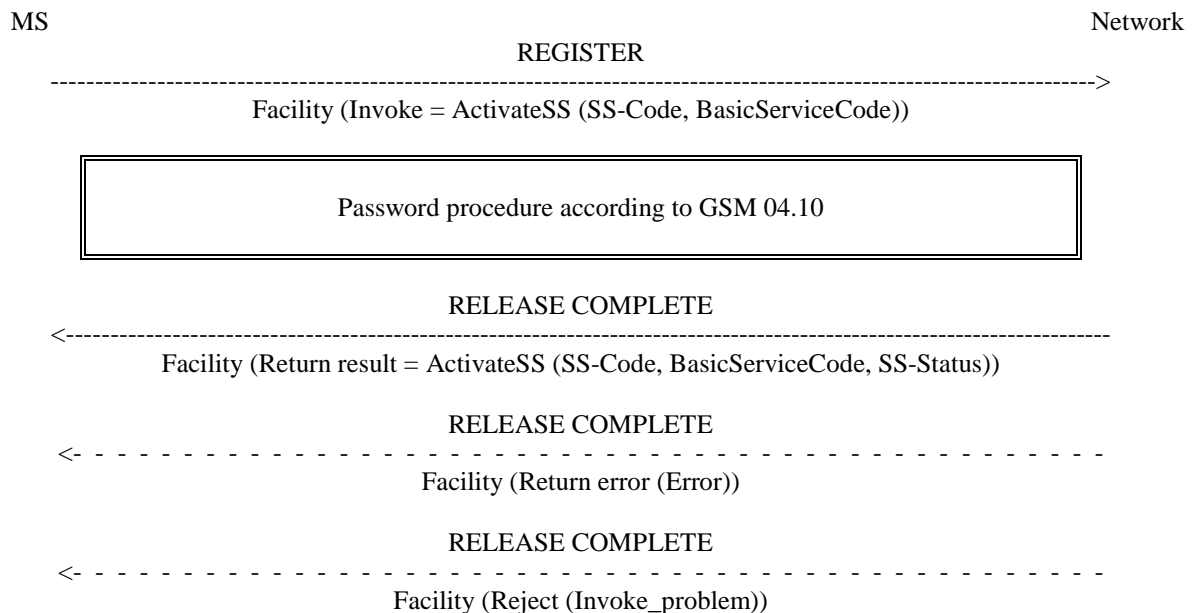 MS Network
REGISTER
Facility (Invoke = ActivateSS (SS-Code, BasicServiceCode))
Password procedure according to GSM 04.10
RELEASE COMPLETE
Facility (Return result = ActivateSS (SS-Code, BasicServiceCode, SS-Status))
RELEASE COMPLETE
Facility (Return error (Error))
RELEASE COMPLETE
Facility (Reject (Invoke_problem))